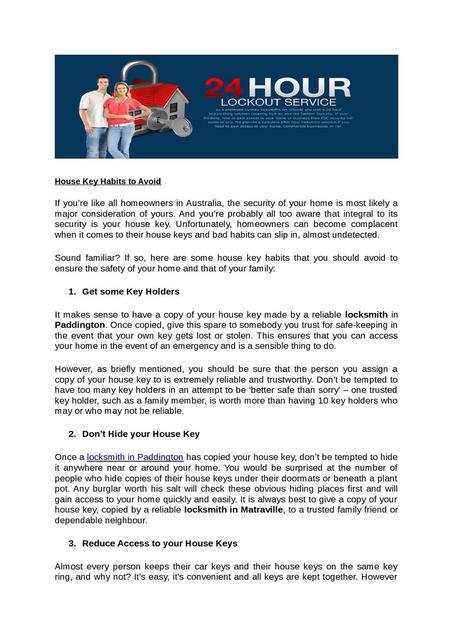 24 HOUR
LOCKOUT SERVICE
House Key Habits to Avoid
If you're like all homeowners in Australia, the security of your home is most likely a
major consideration of yours. And you're probably all too aware that integral to its
security is your house key. Unfortunately, homeowners can become complacent
when it comes to their house keys and bad habits can slip in, almost undetected.
Sound familiar? If so, here are some house key habits that you should avoid to
ensure the safety of your home and that of your family:
1. Get some Key Holders
It makes sense to have a copy of your house key made by a reliable locksmith in
Paddington. Once copied, give this spare to somebody you trust for safe-keeping in
the event that your own key gets lost or stolen. This ensures that you can access
your home in the event of an emergency and is a sensible thing to do.
However, as briefly mentioned, you should be sure that the person you assign a
copy of your house key to is extremely reliable and trustworthy. Don't be tempted to
have too many key holders in an attempt to be 'better safe than sorry' – one trusted
key holder, such as a family member, is worth more than having 10 key holders who
may or who may not be reliable.
2. Don't Hide your House Key
Once a locksmith in Paddington has copied your house key, don't be tempted to hide
it anywhere near or around your home. You would be surprised at the number of
people who hide copies of their house keys under their doormats or beneath a plant
pot. Any burglar worth his salt will check these obvious hiding places first and will
gain access to your home quickly and easily. It is always best to give a copy of your
house key, copied by a reliable locksmith in Matraville, to a trusted family friend or
dependable neighbour.
3. Reduce Access to your House Keys
Almost every person keeps their car keys and their house keys on the same key
ring, and why not? It's easy, it's convenient and all keys are kept together. However